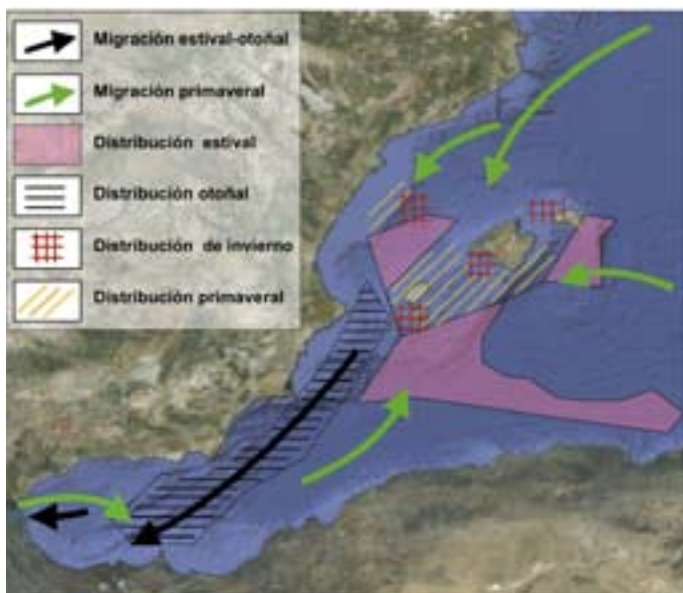 Migración estival-otoñal
Migración primaveral
Distribución estival
Distribución otoñal
Distribución de invierno
Distribución primaveral